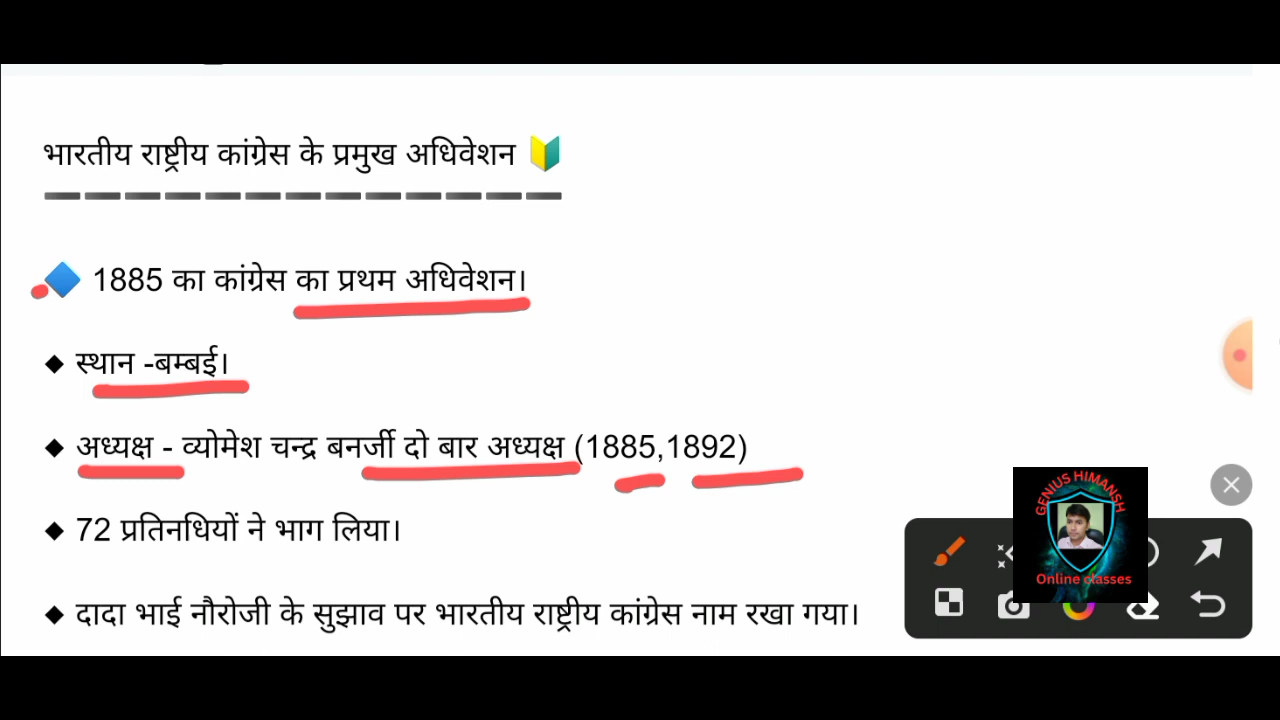 भारतीय राष्ट्रीय कांग्रेस के प्रमुख अधिवेशन
1885 का कांग्रेस का प्रथम अधिवेशन।
स्थान -बम्बई।
अध्यक्ष - व्योमेश चन्द्र बनर्जी दो बार अध्यक्ष (1885,1892)
72 प्रतिनधियों ने भाग लिया।
दादा भाई नौरोजी के सुझाव पर भारतीय राष्ट्रीय कांग्रेस नाम रखा गया।
GENIUS HIMANSH
Online classes